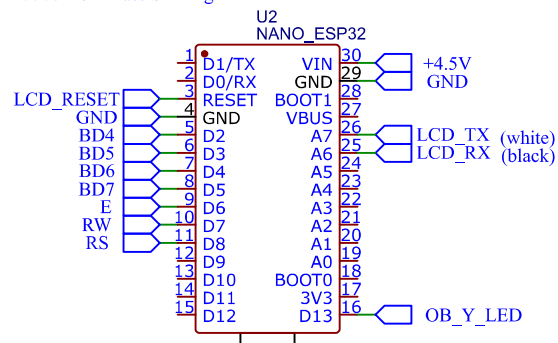 U2
NANO_ESP32
1 D1/TX VIN 30 +4.5V
2 D0/RX GND 29 GND
LCD_RESET 3 RESET BOOT1 28
GND 4 GND VBUS 27
BD4 5 D2 A7 26 LCD_TX (white)
BD5 6 D3 A6 25 LCD_RX (black)
BD6 7 D4 A5 24
BD7 8 D5 A4 23
E 9 D6 A3 22
RW 10 D7 A2 21
RS 11 D8 A1 20
12 D9 A0 19
13 D10 BOOT0 18
14 D11 3V3 17
15 D12 D13 16 OB_Y_LED